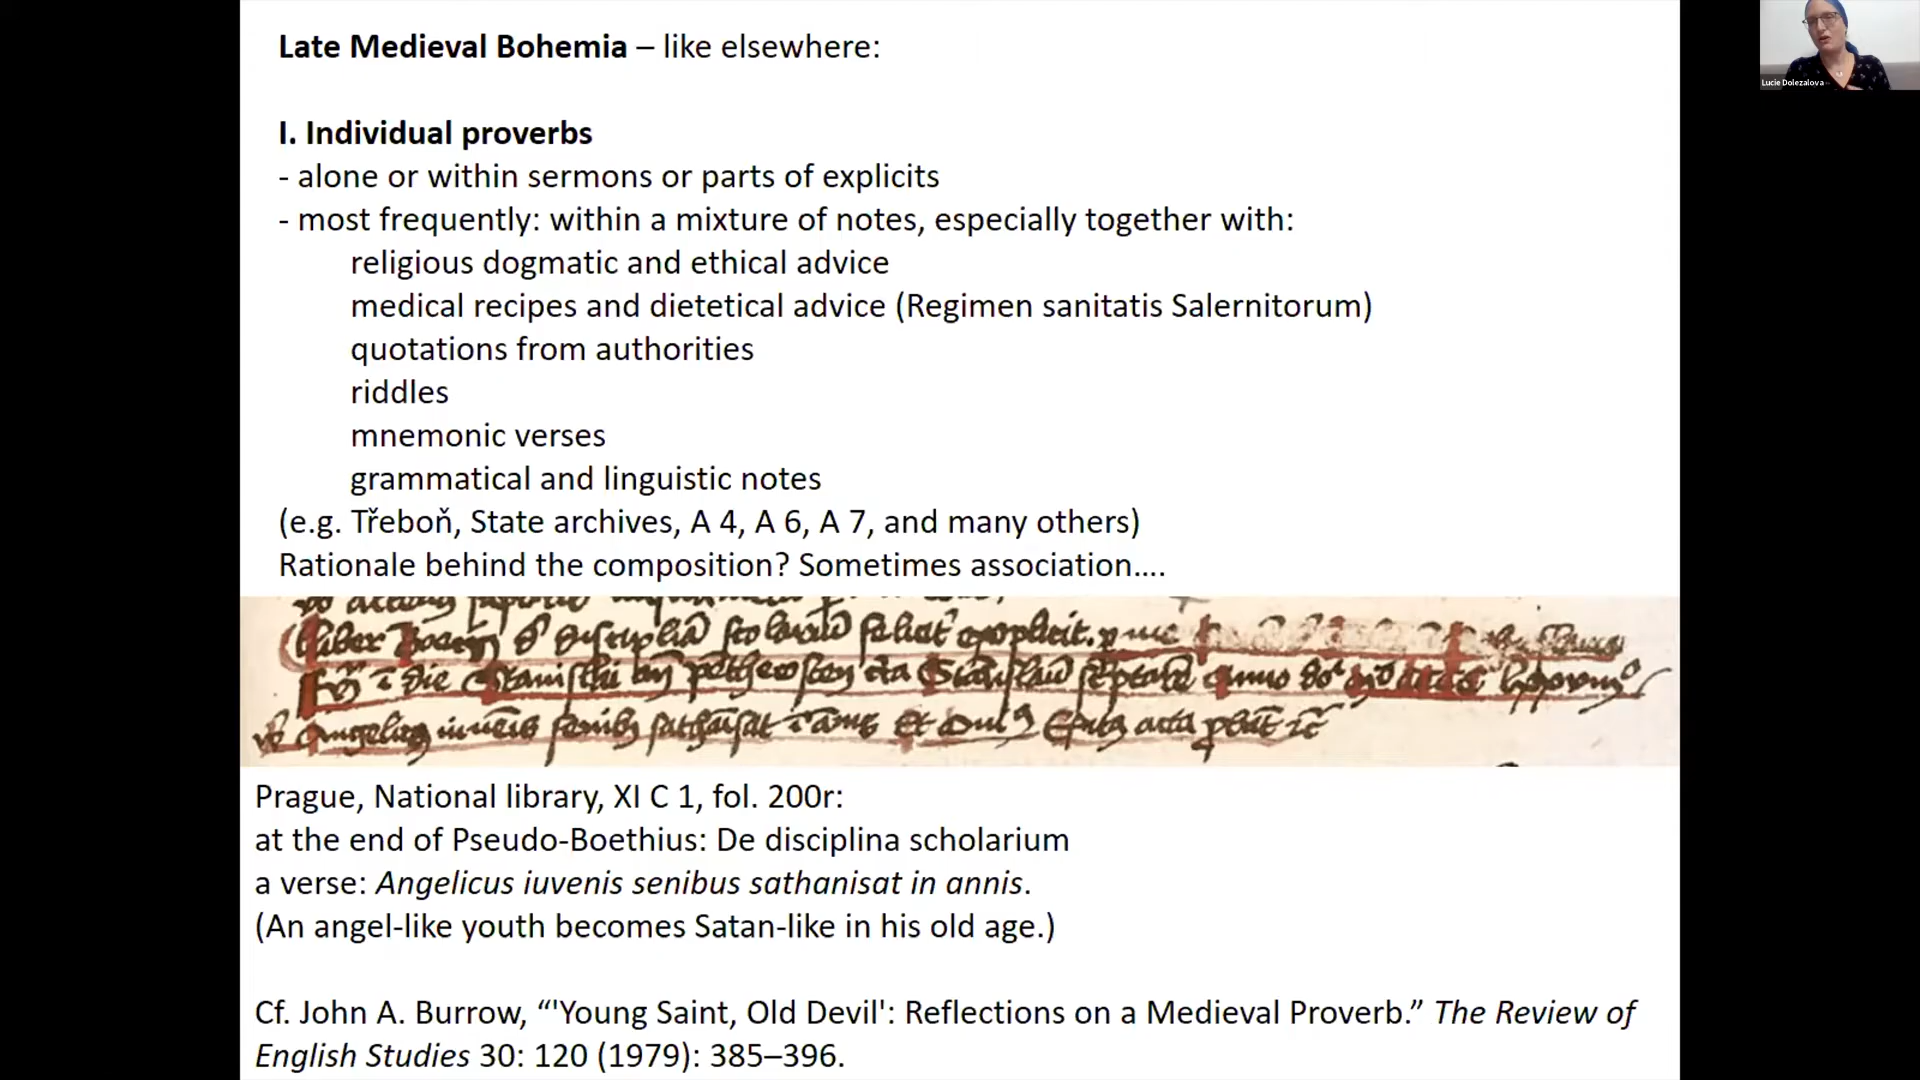 Late Medieval Bohemia – like elsewhere:
Lucie Dolezalova
I. Individual proverbs
- alone or within sermons or parts of explicits
- most frequently: within a mixture of notes, especially together with:
religious dogmatic and ethical advice
medical recipes and dietetical advice (Regimen sanitatis Salernitorum)
quotations from authorities
riddles
mnemonic verses
grammatical and linguistic notes
(e.g. Třeboň, State archives, A 4, A 6, A 7, and many others)
Rationale behind the composition? Sometimes association....
Prague, National library, XI C 1, fol. 200r:
at the end of Pseudo-Boethius: De disciplina scholarium
a verse: Angelicus iuvenis senibus sathanisat in annis.
(An angel-like youth becomes Satan-like in his old age.)
Cf. John A. Burrow, “'Young Saint, Old Devil': Reflections on a Medieval Proverb.” The Review of
English Studies 30: 120 (1979): 385–396.